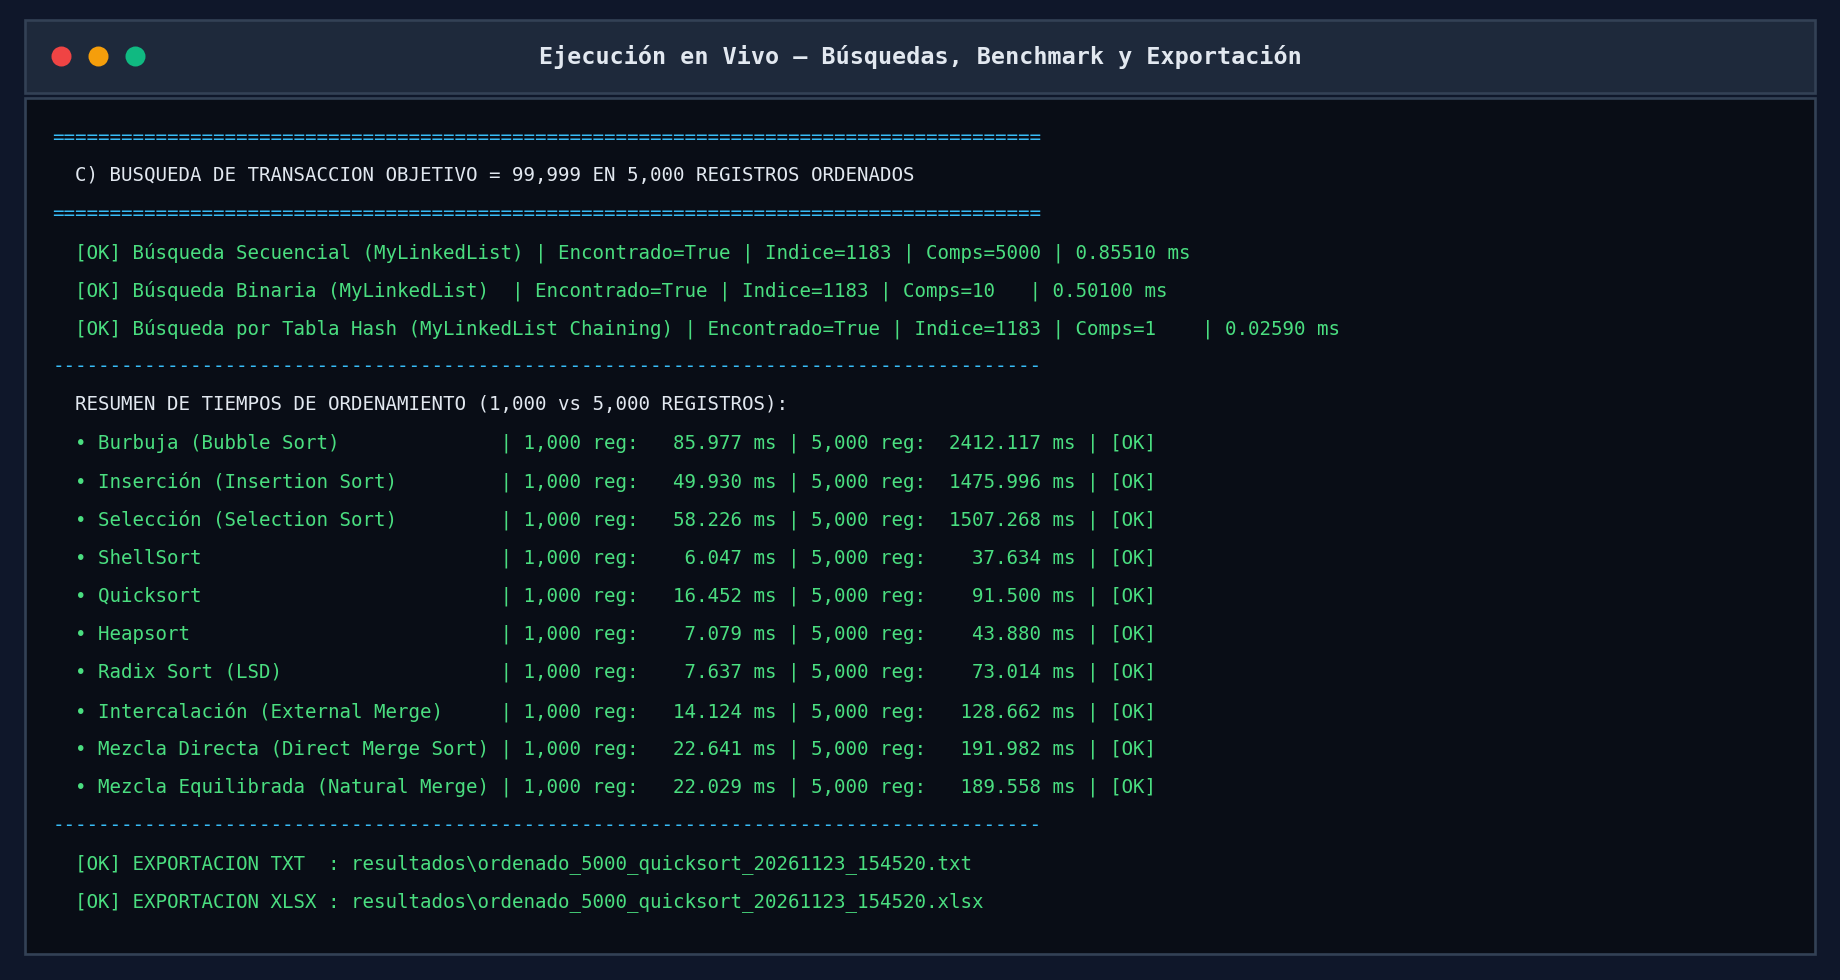 Ejecución en Vivo — Búsquedas, Benchmark y Exportación
======================================================================================
C) BUSQUEDA DE TRANSACCION OBJETIVO = 99,999 EN 5,000 REGISTROS ORDENADOS
======================================================================================
[OK] Búsqueda Secuencial (MyLinkedList) | Encontrado=True | Indice=1183 | Comps=5000 | 0.85510 ms
[OK] Búsqueda Binaria (MyLinkedList)  | Encontrado=True | Indice=1183 | Comps=10   | 0.50100 ms
[OK] Búsqueda por Tabla Hash (MyLinkedList Chaining) | Encontrado=True | Indice=1183 | Comps=1    | 0.02590 ms
--------------------------------------------------------------------------------------
RESUMEN DE TIEMPOS DE ORDENAMIENTO (1,000 vs 5,000 REGISTROS):
• Burbuja (Bubble Sort)              | 1,000 reg:   85.977 ms | 5,000 reg:  2412.117 ms | [OK]
• Inserción (Insertion Sort)         | 1,000 reg:   49.930 ms | 5,000 reg:  1475.996 ms | [OK]
• Selección (Selection Sort)         | 1,000 reg:   58.226 ms | 5,000 reg:  1507.268 ms | [OK]
• ShellSort                          | 1,000 reg:    6.047 ms | 5,000 reg:    37.634 ms | [OK]
• Quicksort                          | 1,000 reg:   16.452 ms | 5,000 reg:    91.500 ms | [OK]
• Heapsort                           | 1,000 reg:    7.079 ms | 5,000 reg:    43.880 ms | [OK]
• Radix Sort (LSD)                   | 1,000 reg:    7.637 ms | 5,000 reg:    73.014 ms | [OK]
• Intercalación (External Merge)     | 1,000 reg:   14.124 ms | 5,000 reg:   128.662 ms | [OK]
• Mezcla Directa (Direct Merge Sort) | 1,000 reg:   22.641 ms | 5,000 reg:   191.982 ms | [OK]
• Mezcla Equilibrada (Natural Merge) | 1,000 reg:   22.029 ms | 5,000 reg:   189.558 ms | [OK]
--------------------------------------------------------------------------------------
[OK] EXPORTACION TXT  : resultados\ordenado_5000_quicksort_20261123_154520.txt
[OK] EXPORTACION XLSX : resultados\ordenado_5000_quicksort_20261123_154520.xlsx